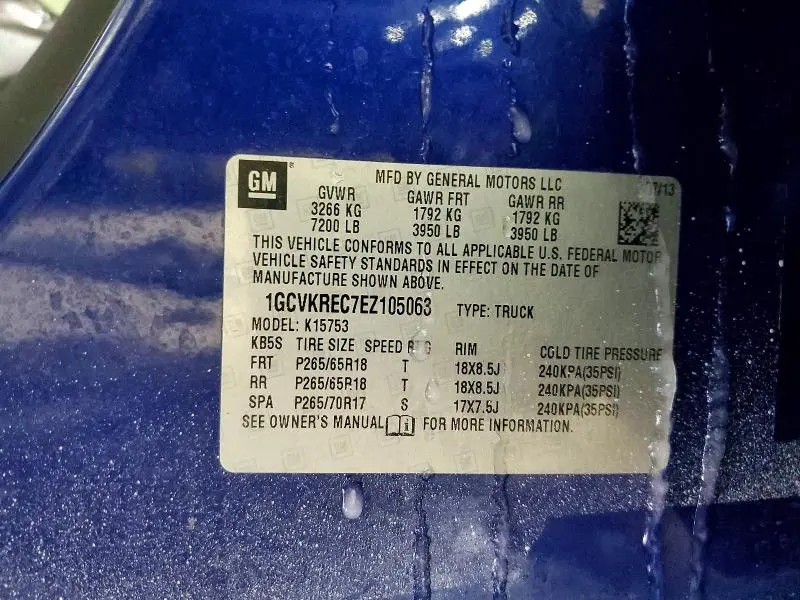 GM
MFD BY GENERAL MOTORS LLC
GVWR GAWR FRT GAWR RR
3266 KG 1792 KG 1792 KG
7200 LB 3950 LB 3950 LB
THIS VEHICLE CONFORMS TO ALL APPLICABLE U.S. FEDERAL MOTOR
VEHICLE SAFETY STANDARDS IN EFFECT ON THE DATE OF
MANUFACTURE SHOWN ABOVE.
1GCVKREC7EZ105063 TYPE: TRUCK
MODEL: K15753
KB5S TIRE SIZE SPEED RTG RIM COLD TIRE PRESSURE
FRT P265/65R18 T 18X8.5J 240KPA(35PSI)
RR P265/65R18 T 18X8.5J 240KPA(35PSI)
SPA P265/70R17 S 17X7.5J 240KPA(35PSI)
SEE OWNER'S MANUAL FOR MORE INFORMATION.